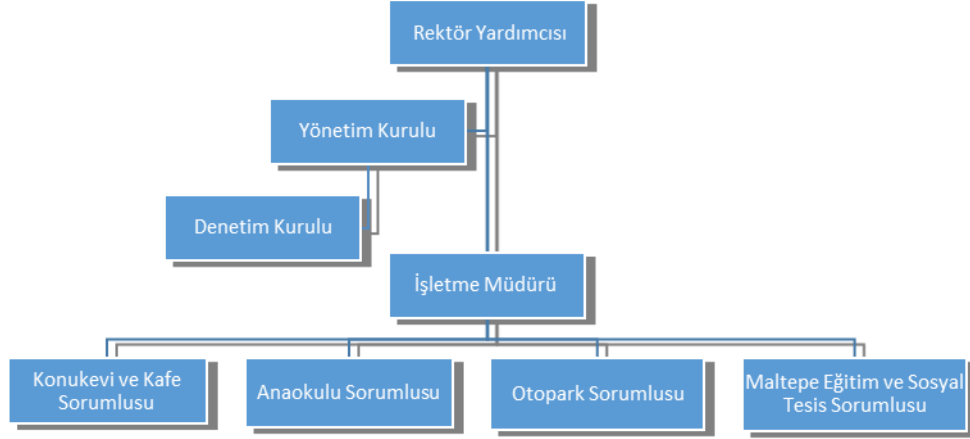 Rektör Yardımcısı
Yönetim Kurulu
Denetim Kurulu
İşletme Müdürü
Konukevi ve Kafe
Sorumlusu
Anaokulu Sorumlusu
Otopark Sorumlusu
Maltepe Eğitim ve Sosyal
Tesis Sorumlusu